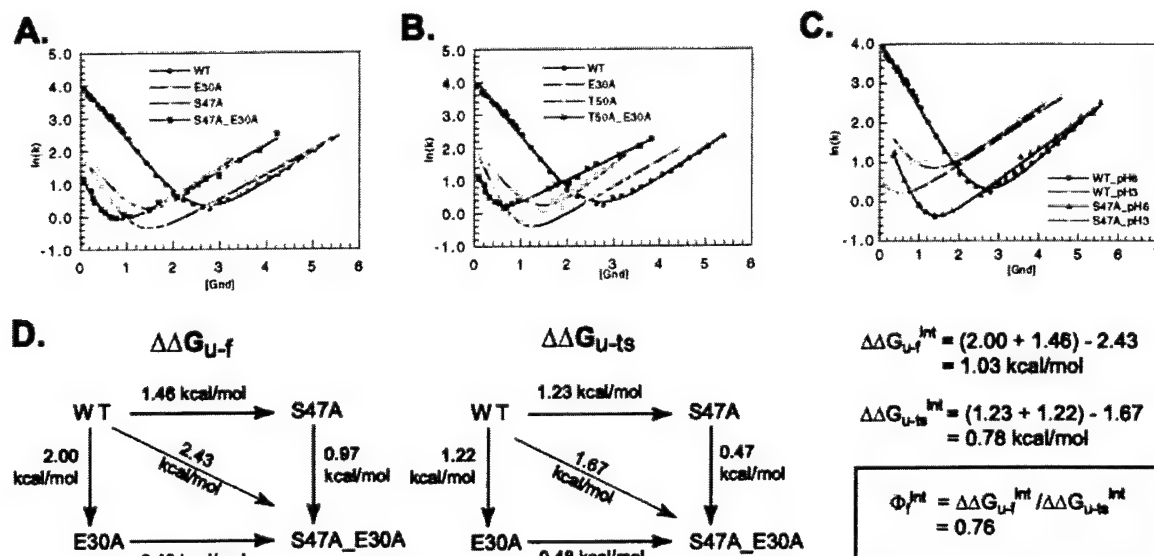 A.
5.0
4.0
3.0
2.0
1.0
0.0
-1.0
ln(k)
WT
E30A
S47A
S47A_E30A
0 1 2 3 4 5 6
[Gnd]
B.
5.0
4.0
3.0
2.0
1.0
0.0
-1.0
ln(k)
WT
E30A
T50A
T50A_E30A
0 1 2 3 4 5 6
[Gnd]
C.
4.0
3.0
2.0
1.0
0.0
-1.0
ln(k)
WT_pH6
WT_pH3
S47A_pH6
S47A_pH3
0 1 2 3 4 5 6 7
[Gnd]
D.
ΔΔGu-f
1.46 kcal/mol
WT
S47A
2.00
kcal/mol
2.43
kcal/mol
0.97
kcal/mol
E30A
S47A_E30A
ΔΔGu-ts
1.23 kcal/mol
WT
S47A
1.22
kcal/mol
1.67
kcal/mol
0.47
kcal/mol
E30A
S47A_E30A
ΔΔGu-f^int = (2.00 + 1.46) - 2.43
= 1.03 kcal/mol
ΔΔGu-ts^int = (1.23 + 1.22) - 1.67
= 0.78 kcal/mol
Φf^int = ΔΔGu-f^int /ΔΔGu-ts^int
= 0.76